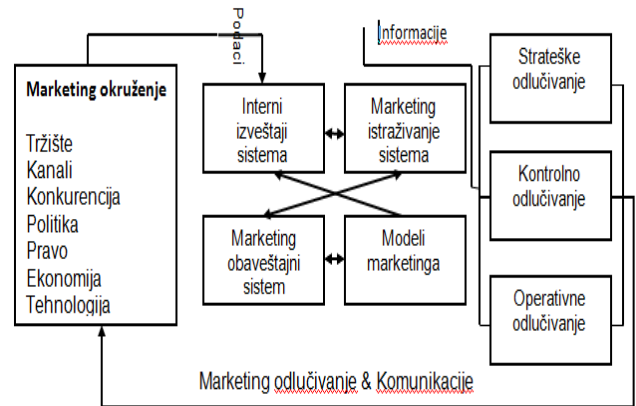 Podaci
Informacije
Marketing okruženje
Tržište
Kanali
Konkurencija
Politika
Pravo
Ekonomija
Tehnologija
Interni
izveštaji
sistema
Marketing
istraživanje
sistema
Marketing
obaveštajni
sistem
Modeli
marketinga
Strateške
odlučivanje
Kontrolno
odlučivanje
Operativne
odlučivanje
Marketing odlučivanje & Komunikacije